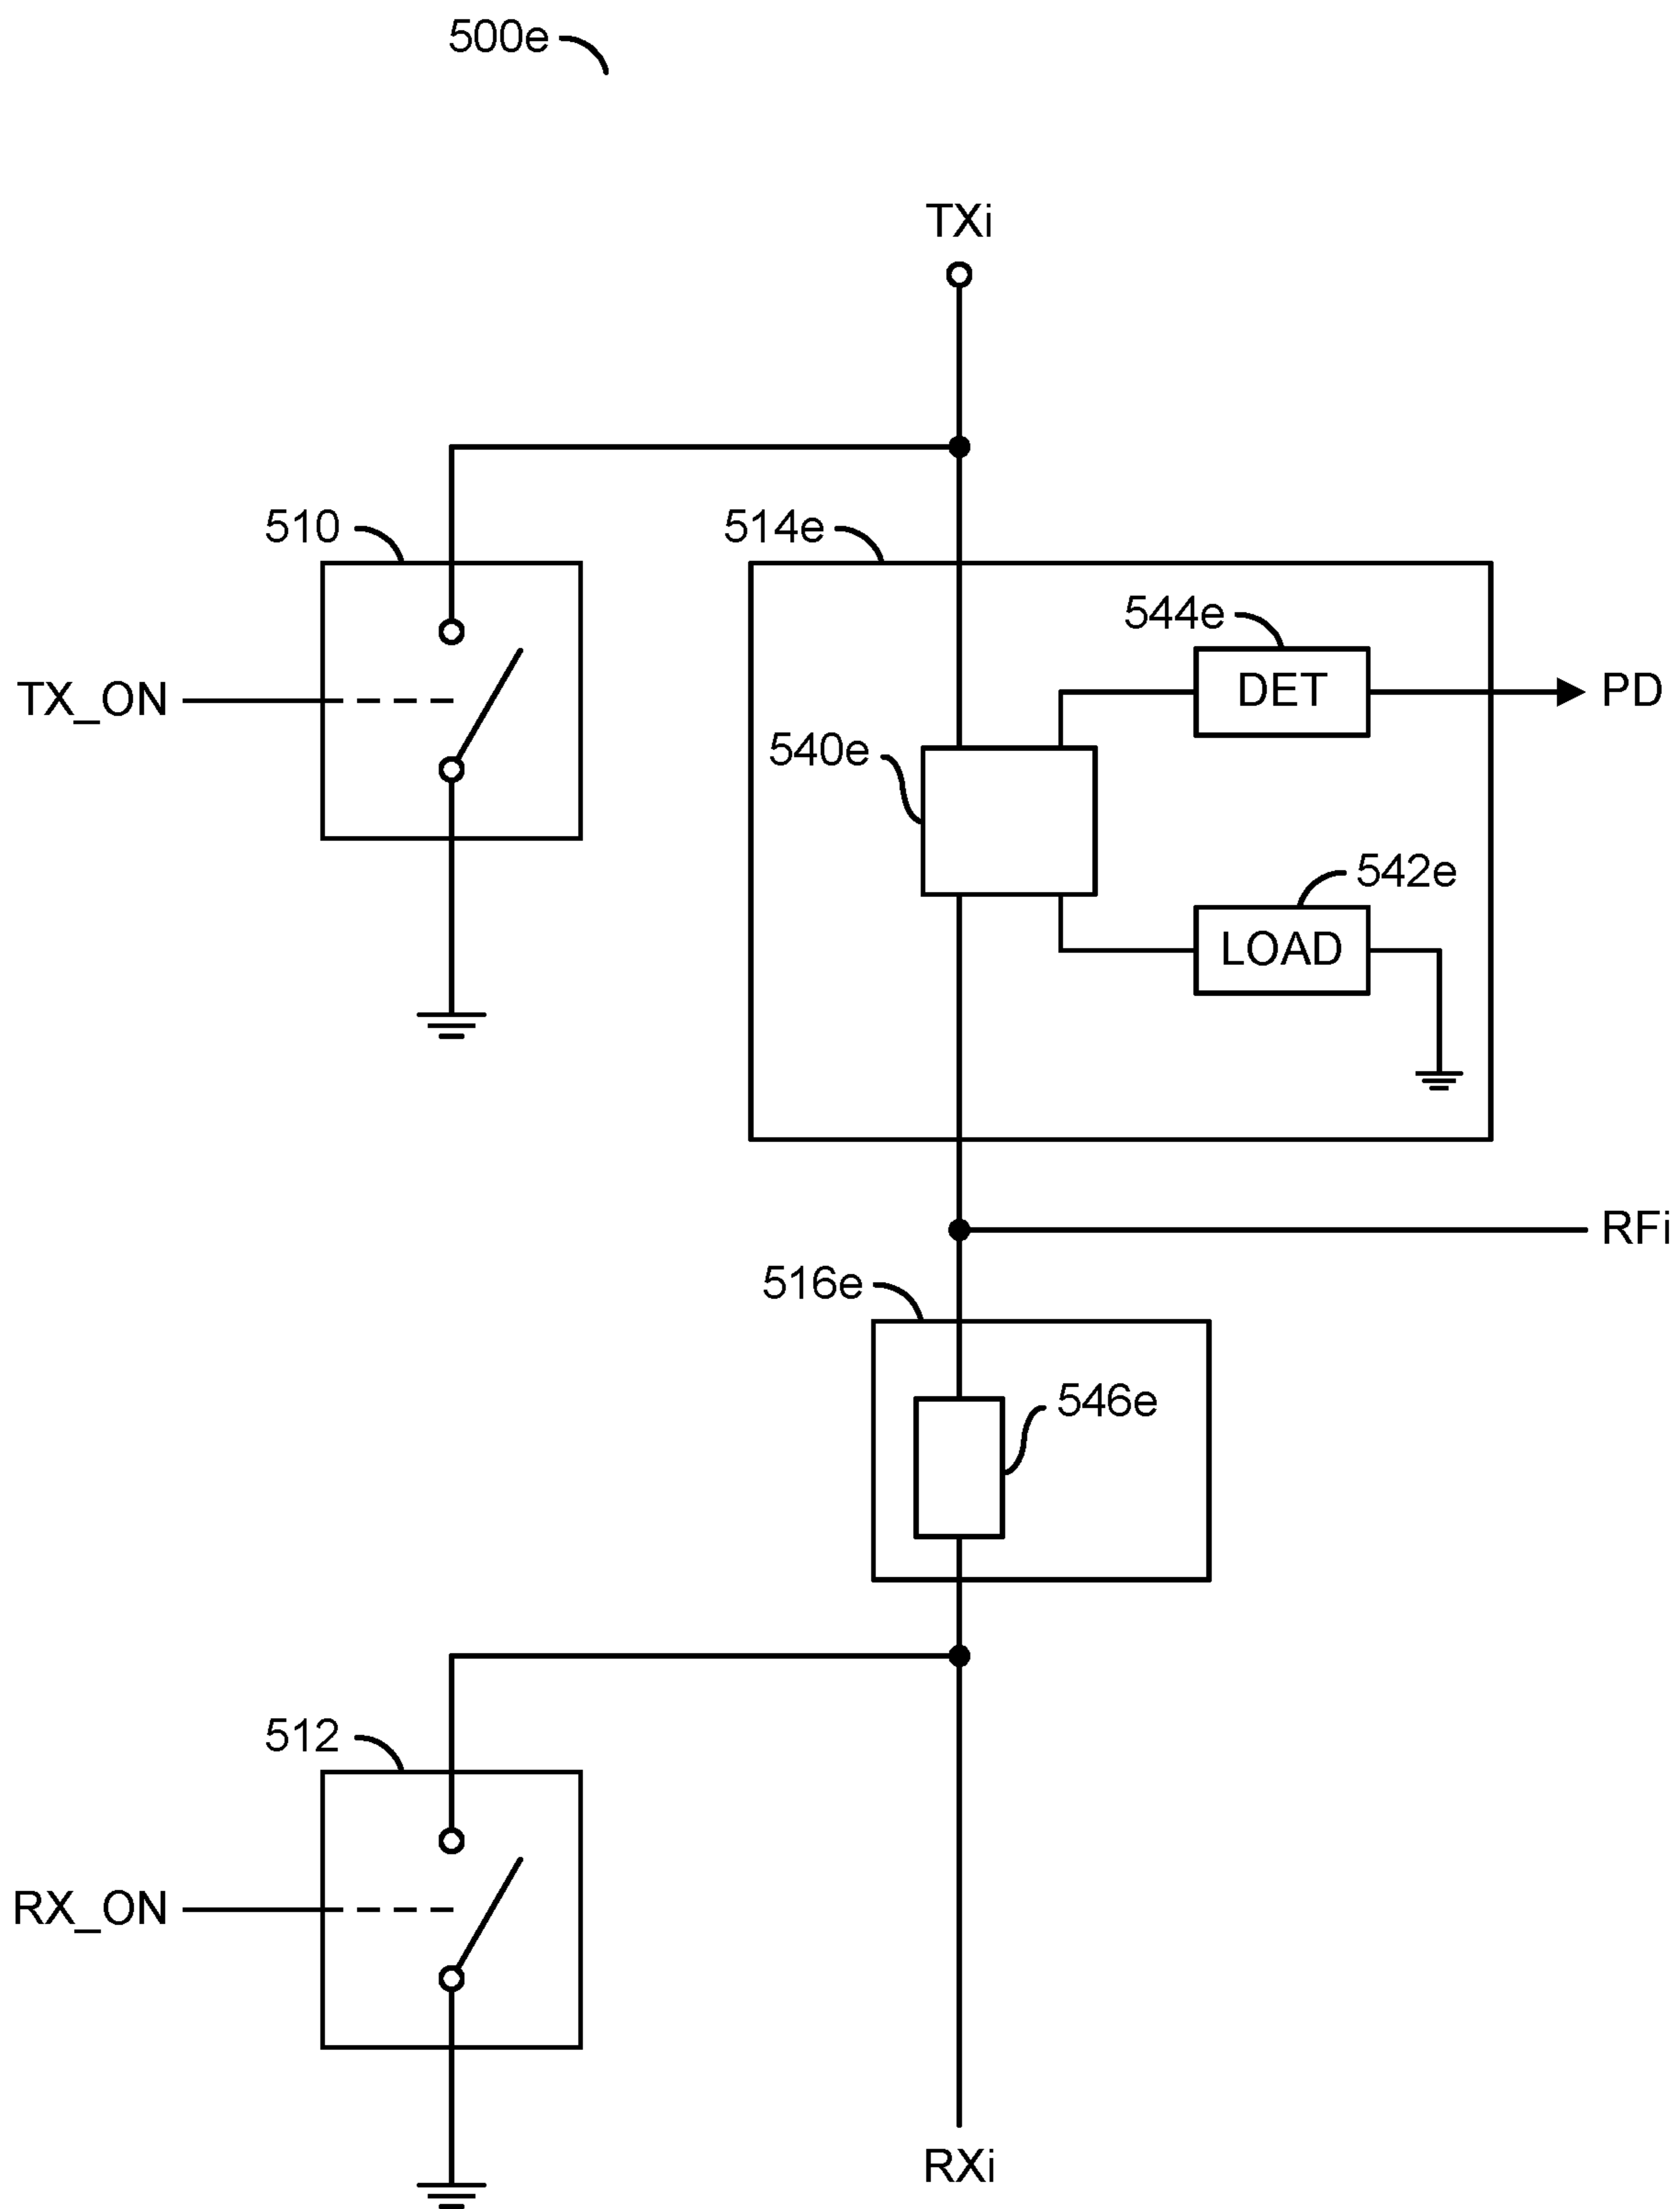 500e
TXi
510
514e
544e
TX_ON
DET
PD
540e
542e
LOAD
RFi
516e
546e
512
RX_ON
RXi